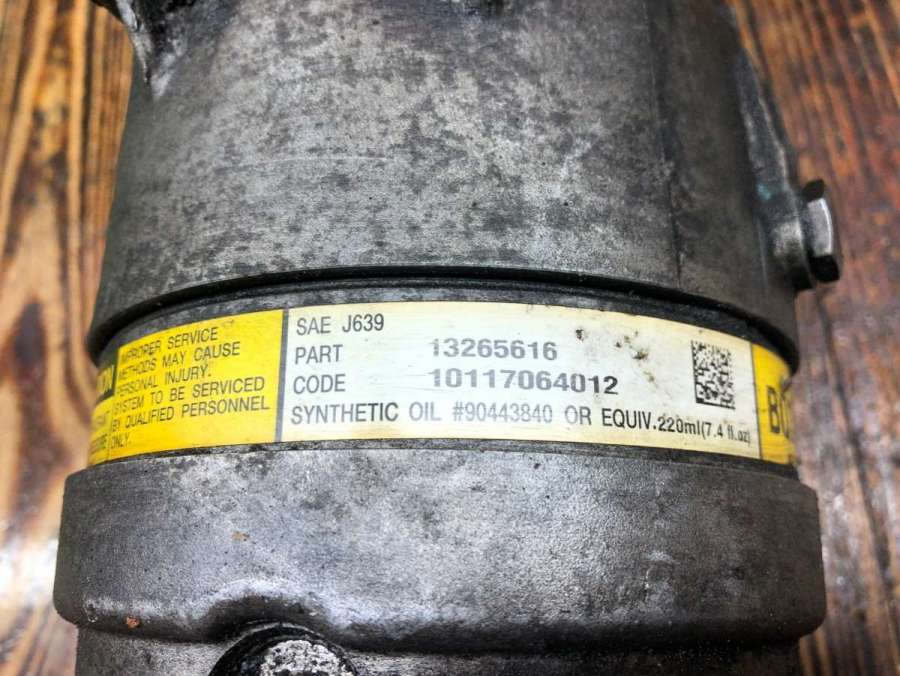 IMPROPER SERVICE
METHODS MAY CAUSE
PERSONAL INJURY.
SYSTEM TO BE SERVICED
BY QUALIFIED PERSONNEL
ONLY.
SAE J639
PART 13265616
CODE 10117064012
SYNTHETIC OIL #90443840 OR EQUIV.220ml(7.4 fl.oz)